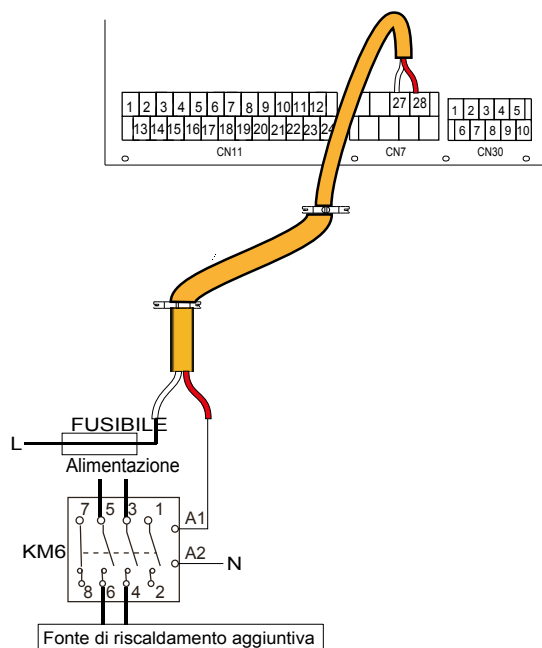 27 28
1 2 3 4 5 6 7 8 9 10 11 12
1 2 3 4 5
13 14 15 16 17 18 19 20 21 22 23 24
6 7 8 9 10
CN11 CN7 CN30
FUSIBILE
L
Alimentazione
7 5 3 1
A1
KM6
A2
N
8 6 4 2
Fonte di riscaldamento aggiuntiva